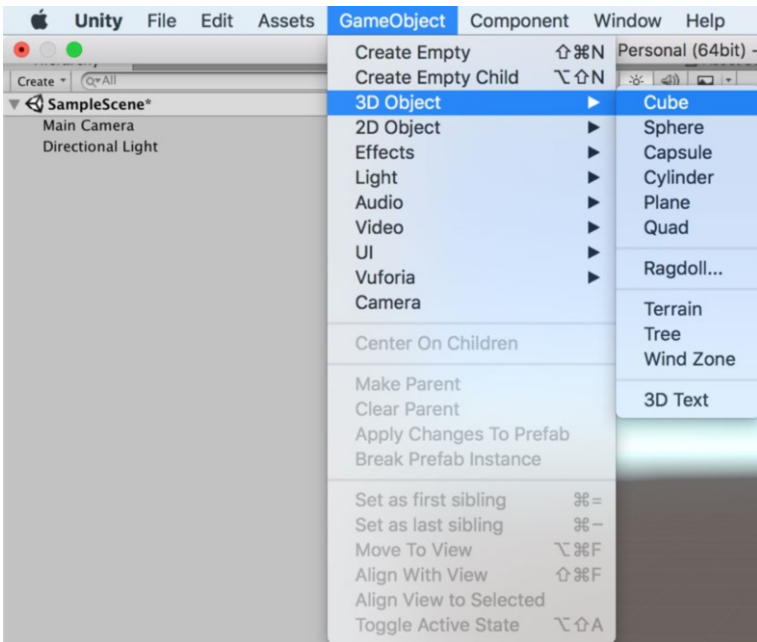 Unity File Edit Assets GameObject Component Window Help
Personal (64bit) -
Create All
SampleScene*
Main Camera
Directional Light
Create Empty ⇧⌘N
Create Empty Child ⌥⇧N
3D Object
2D Object
Effects
Light
Audio
Video
UI
Vuforia
Camera
Center On Children
Make Parent
Clear Parent
Apply Changes To Prefab
Break Prefab Instance
Set as first sibling ⌘=
Set as last sibling ⌘-
Move To View ⌥⌘F
Align With View ⇧⌘F
Align View to Selected
Toggle Active State ⌥⇧A
Cube
Sphere
Capsule
Cylinder
Plane
Quad
Ragdoll...
Terrain
Tree
Wind Zone
3D Text